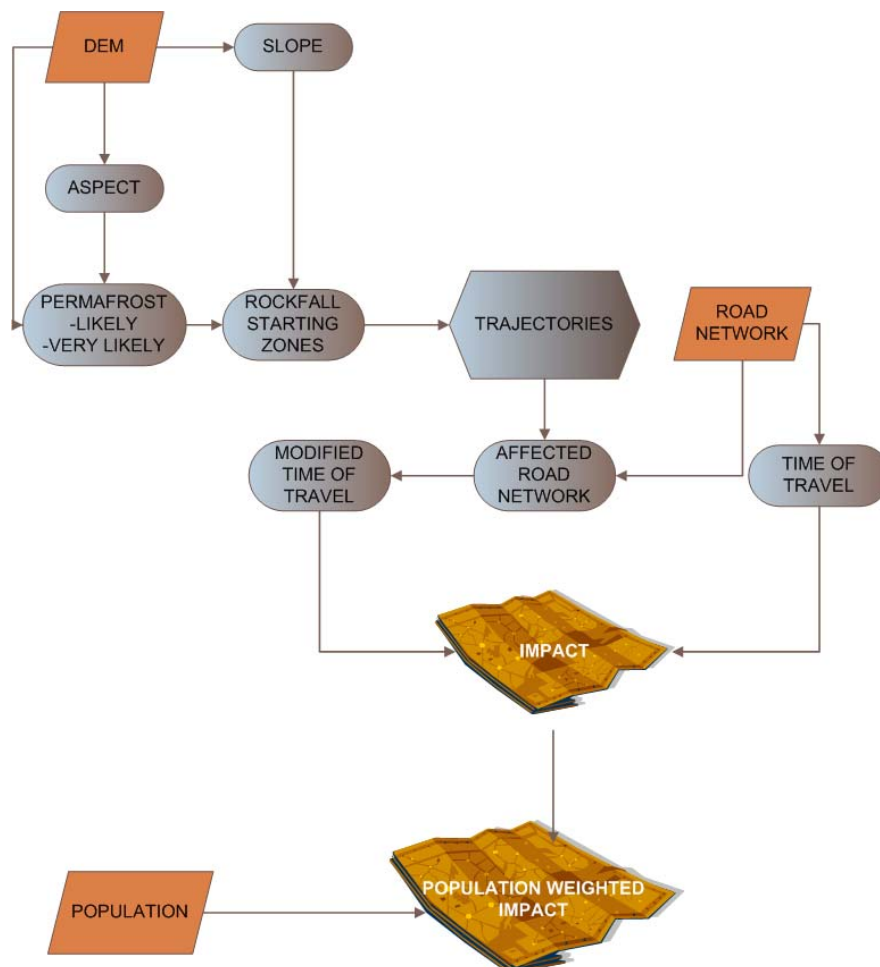 DEM
SLOPE
ASPECT
PERMAFROST
-LIKELY
-VERY LIKELY
ROCKFALL
STARTING
ZONES
TRAJECTORIES
ROAD
NETWORK
MODIFIED
TIME OF
TRAVEL
AFFECTED
ROAD
NETWORK
TIME OF
TRAVEL
IMPACT
POPULATION WEIGHTED
IMPACT
POPULATION